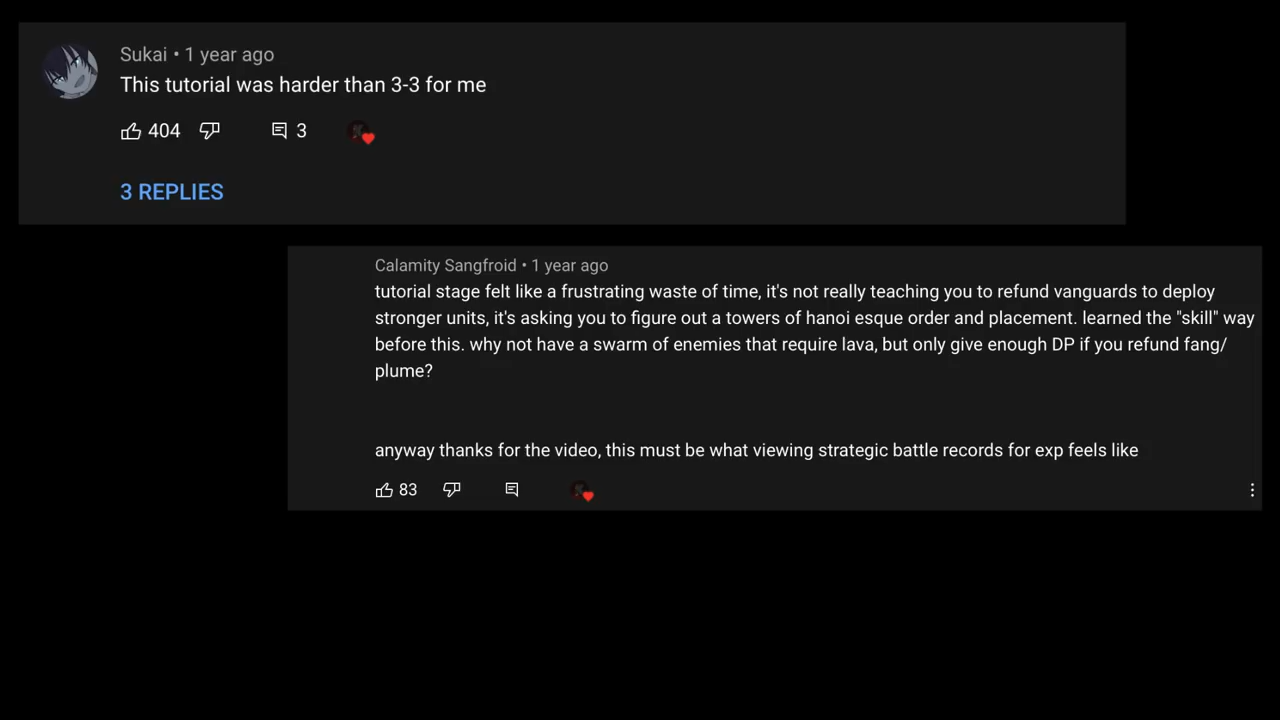 Sukai • 1 year ago
This tutorial was harder than 3-3 for me
404
3
3 REPLIES
Calamity Sangfroid • 1 year ago
tutorial stage felt like a frustrating waste of time, it's not really teaching you to refund vanguards to deploy
stronger units, it's asking you to figure out a towers of hanoi esque order and placement. learned the "skill" way
before this. why not have a swarm of enemies that require lava, but only give enough DP if you refund fang/
plume?
anyway thanks for the video, this must be what viewing strategic battle records for exp feels like
83